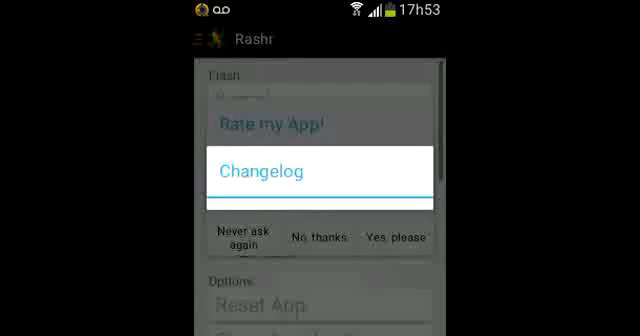 17h53
Rashr
Flash
Rate my App!
Changelog
Never ask
again
No, thanks
Yes, please
Options
Reset App